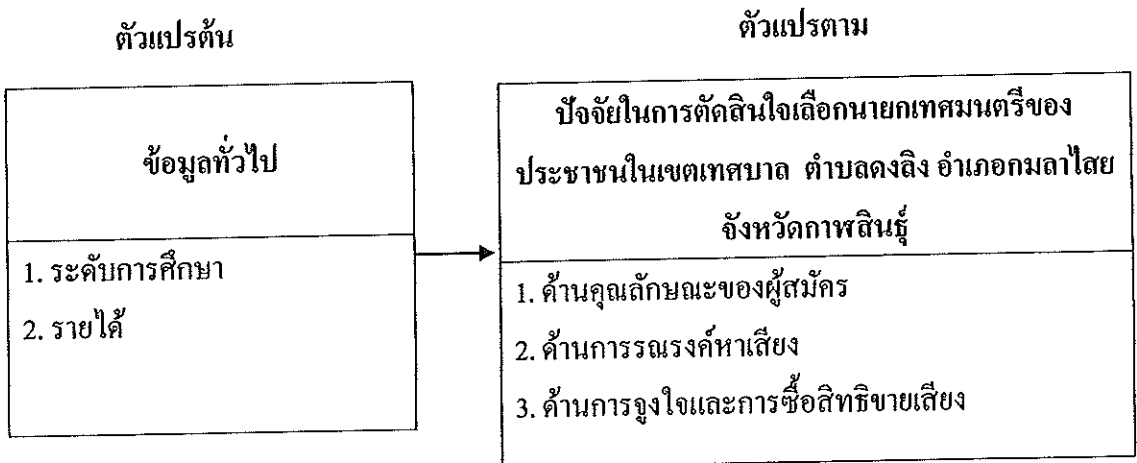 ตัวแปรต้น
ตัวแปรตาม
ข้อมูลทั่วไป
1. ระดับการศึกษา
2. รายได้
ปัจจัยในการตัดสินใจเลือกนายกเทศมนตรีของ
ประชาชนในเขตเทศบาล ตำบลดงลิง อำเภอกมลาไสย
จังหวัดกาฬสินธุ์
1. ด้านคุณลักษณะของผู้สมัคร
2. ด้านการรณรงค์หาเสียง
3. ด้านการจูงใจและการซื้อสิทธิขายเสียง